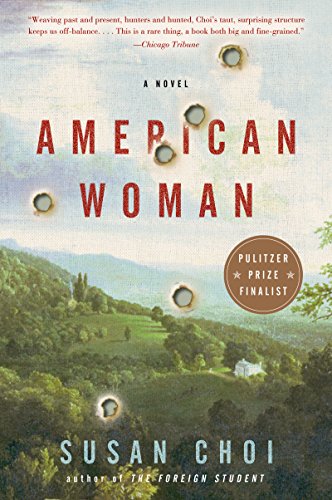 "Weaving past and present, hunters and hunted, Choi's taut, surprising structure
keeps us off-balance. . . . This is a rare thing, a book both big and fine-grained."
—Chicago Tribune
A NOVEL
AMERICAN
WOMAN
PULITZER
PRIZE
FINALIST
SUSAN CHOI
author of THE FOREIGN STUDENT